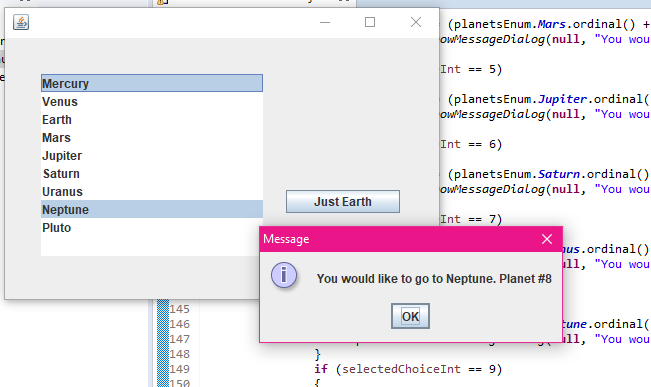 Mercury
Venus
Earth
Mars
Jupiter
Saturn
Uranus
Neptune
Pluto
Just Earth
Message
You would like to go to Neptune. Planet #8
OK
(planetsEnum.Mars.ordinal() +
owMessageDialog(null, "You wou
Int == 5)
(planetsEnum.Jupiter.ordinal(
owMessageDialog(null, "You wou
Int == 6)
(planetsEnum.Saturn.ordinal()
owMessageDialog(null, "You wou
Int == 7)
nus.ordinal()
ll, "You wou
145
146 tune.ordinal(
147 ll, "You wou
148 }
149 if (selectedChoiceInt == 9)
150 {